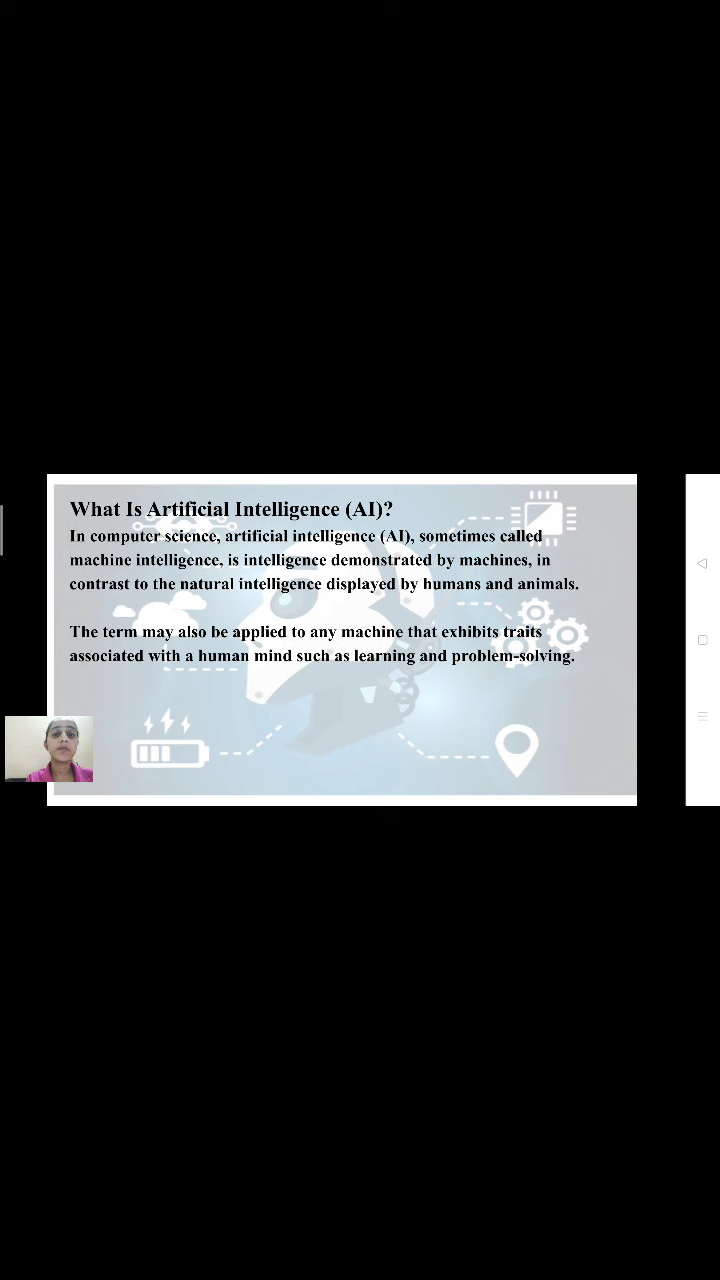 What Is Artificial Intelligence (AI)?
In computer science, artificial intelligence (AI), sometimes called
machine intelligence, is intelligence demonstrated by machines, in
contrast to the natural intelligence displayed by humans and animals.
The term may also be applied to any machine that exhibits traits
associated with a human mind such as learning and problem-solving.